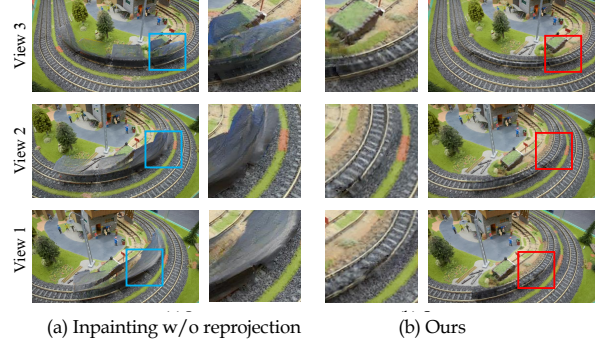 View 3
View 2
View 1
(a) Inpainting w/o reprojection
(b) Ours